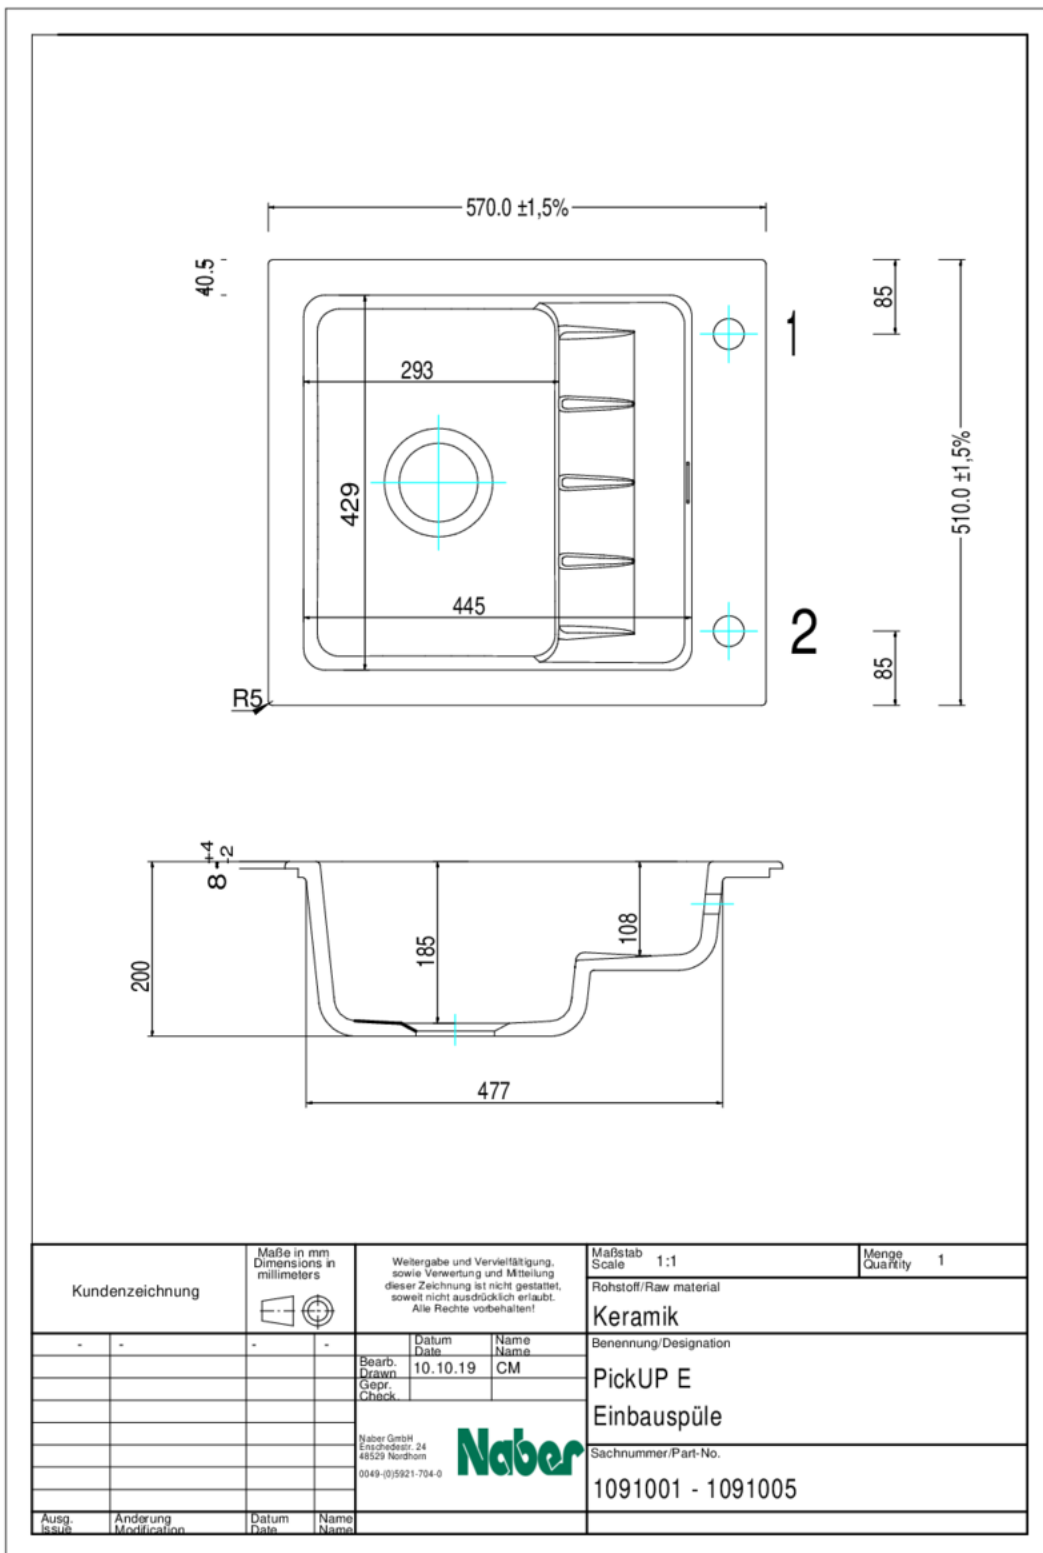 570.0 ±1,5%
40.5
85
1
293
429
510.0 ±1,5%
445
2
85
R5
8 +4 -2
200
185
108
477
Kundenzeichnung
Maße in mm
Dimensions in
millimeters
Weitergabe und Vervielfältigung,
sowie Verwertung und Mitteilung
dieser Zeichnung ist nicht gestattet,
soweit nicht ausdrücklich erlaubt.
Alle Rechte vorbehalten!
Maßstab
Scale 1:1
Menge
Quantity 1
Rohstoff/Raw material
Keramik
- - - -
Datum Name
Date Name
Bearb.
Drawn 10.10.19 CM
Gepr.
Check.
Benennung/Designation
PickUP E
Einbauspüle
Naber GmbH
Enschedestr. 24
48529 Nordhorn
0049-(0)5921-704-0
Naber
Sachnummer/Part-No.
1091001 - 1091005
Ausg. Änderung Datum Name
Issue Modification Date Name